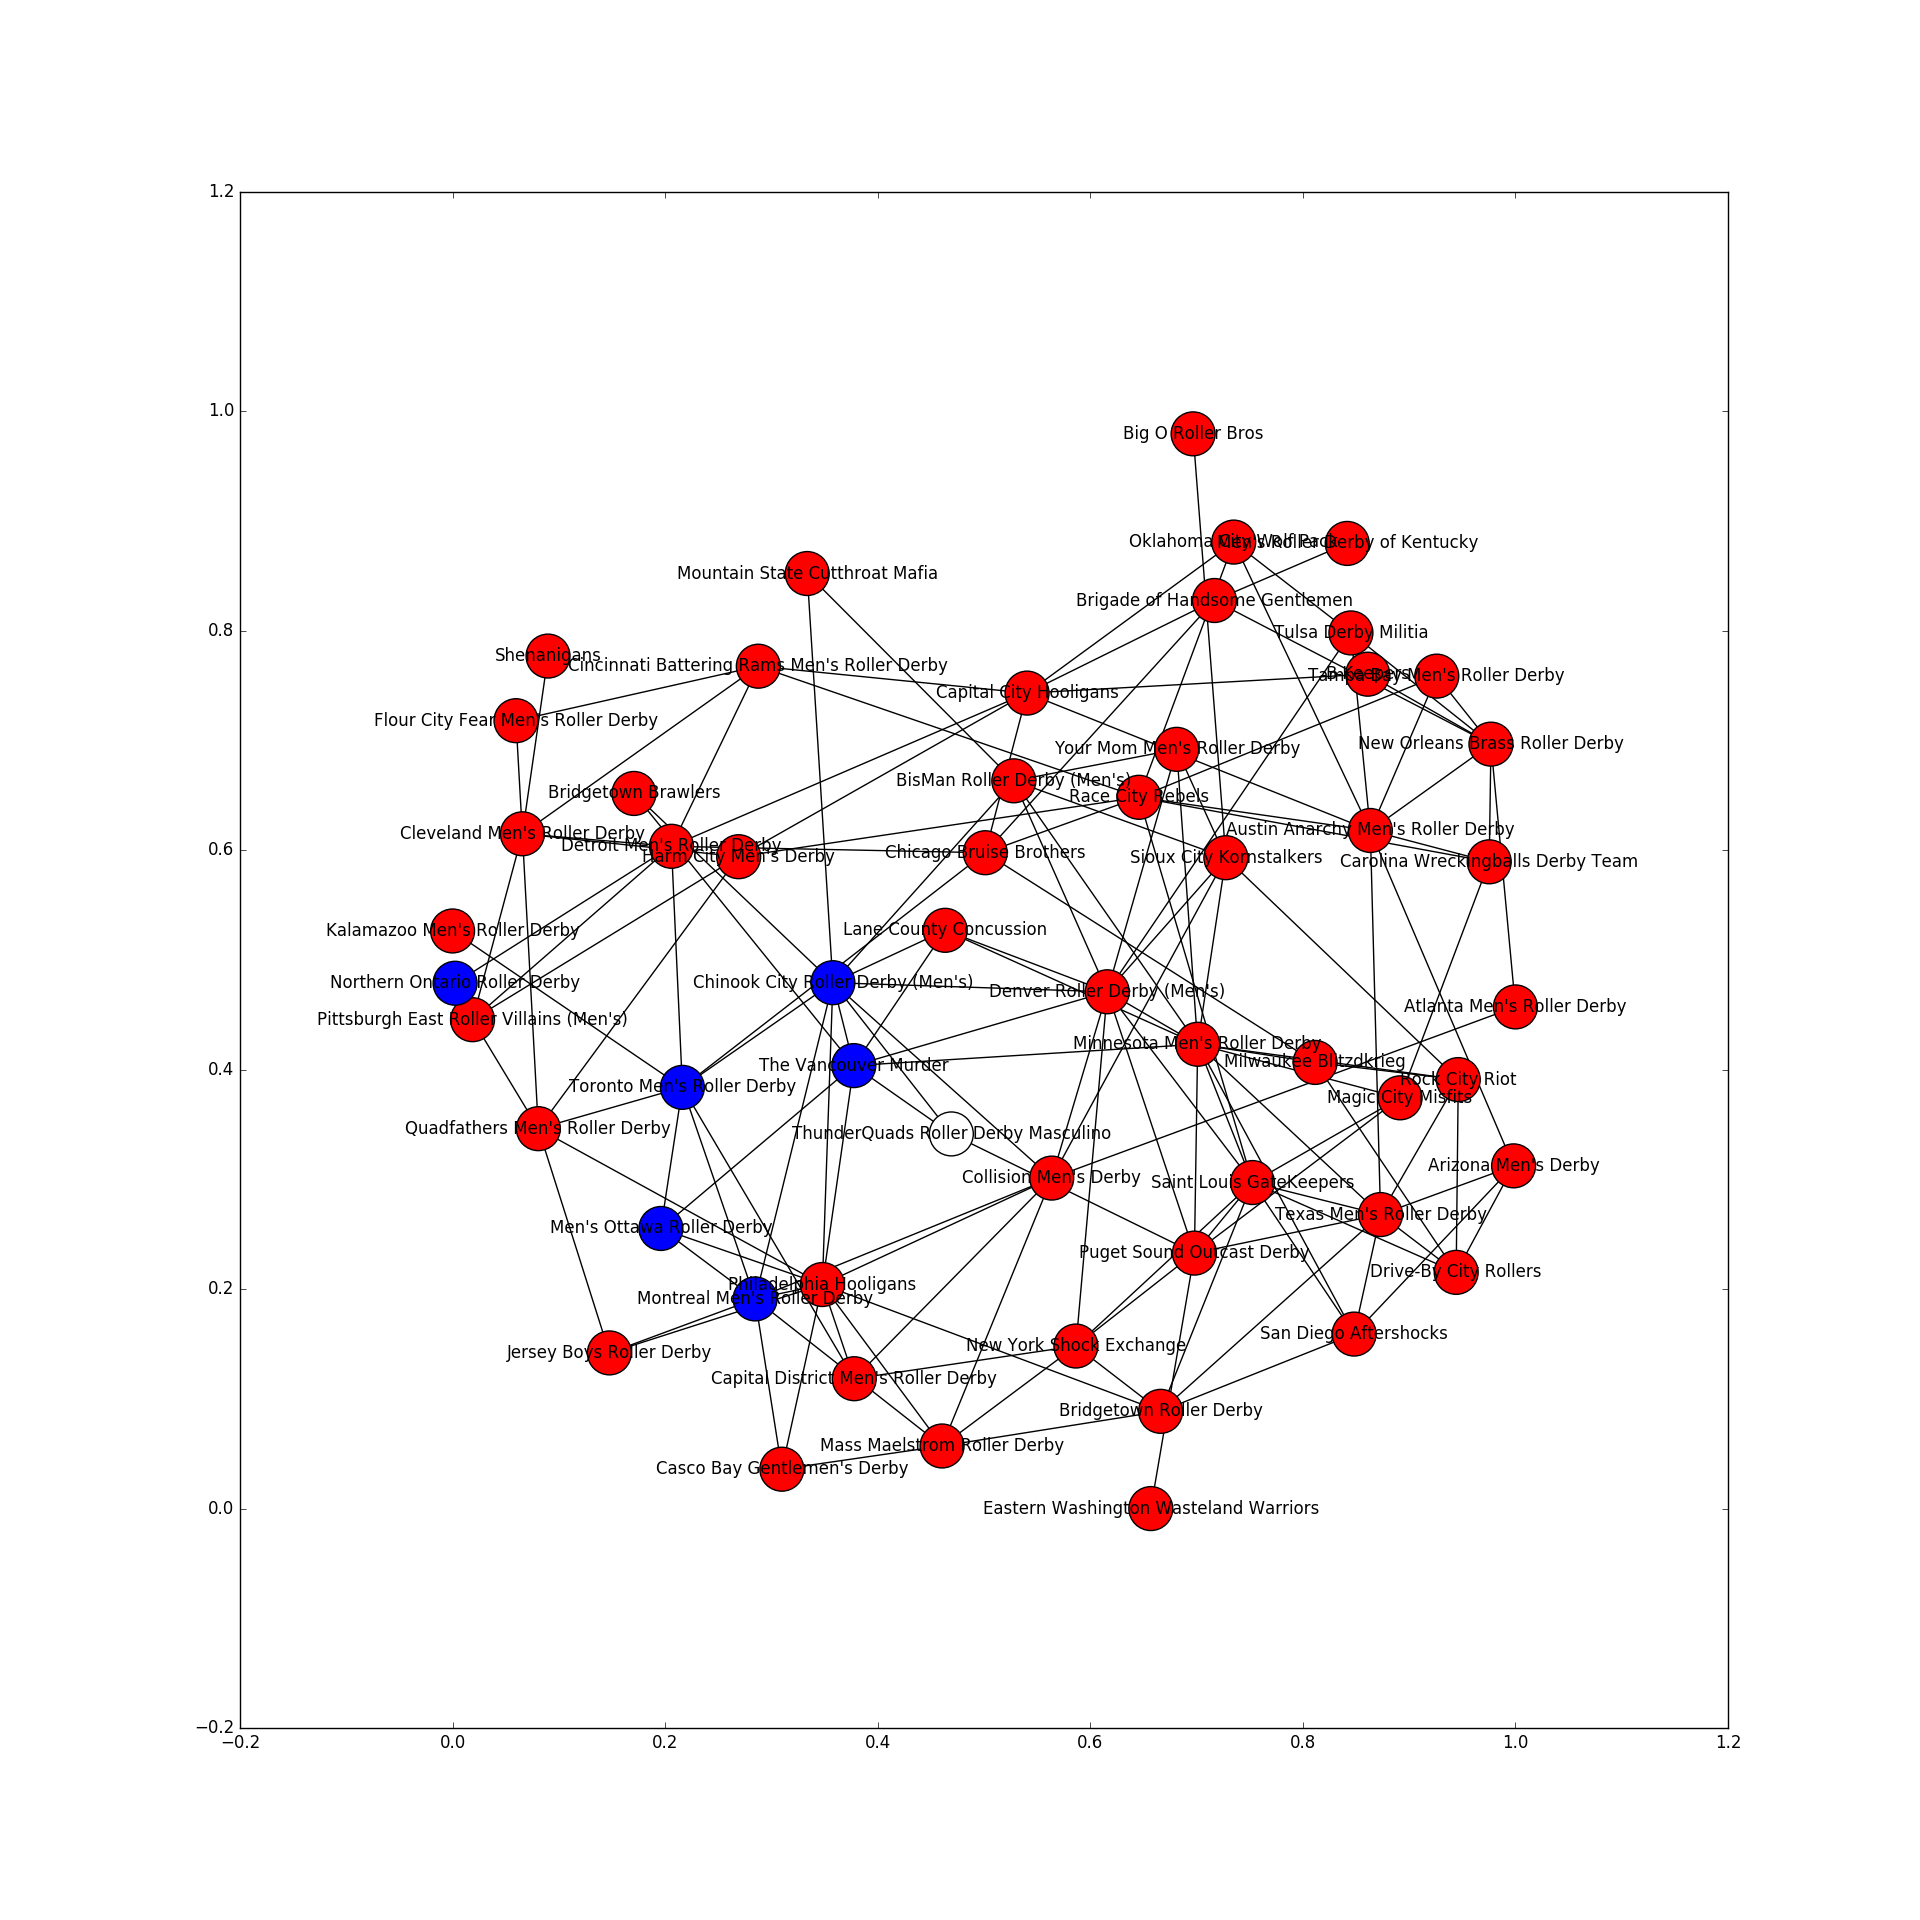 1.2
1.0
Big O Roller Bros
Oklahoma City Wolf Pack
Men's Roller Derby of Kentucky
Mountain State Cutthroat Mafia
Brigade of Handsome Gentlemen
0.8
Tulsa Derby Militia
Shenanigans
Cincinnati Battering Rams Men's Roller Derby
B-Keepers
Tampa Bay Men's Roller Derby
Capital City Hooligans
Flour City Fear Men's Roller Derby
Your Mom Men's Roller Derby
New Orleans Brass Roller Derby
BisMan Roller Derby (Men's)
Bridgetown Brawlers
Race City Rebels
Cleveland Men's Roller Derby
Austin Anarchy Men's Roller Derby
Detroit Men's Roller Derby
0.6
Harm City Men's Derby
Chicago Bruise Brothers
Sioux City Kornstalkers
Carolina Wreckingballs Derby Team
Kalamazoo Men's Roller Derby
Lane County Concussion
Northern Ontario Roller Derby
Chinook City Roller Derby (Men's)
Denver Roller Derby (Men's)
Atlanta Men's Roller Derby
Pittsburgh East Roller Villains (Men's)
Minnesota Men's Roller Derby
Milwaukee Blitzdkrieg
0.4
The Vancouver Murder
Rock City Riot
Toronto Men's Roller Derby
Magic City Misfits
Quadfathers Men's Roller Derby
ThunderQuads Roller Derby Masculino
Arizona Men's Derby
Collision Men's Derby
Saint Louis GateKeepers
Texas Men's Roller Derby
Men's Ottawa Roller Derby
Puget Sound Outcast Derby
Drive-By City Rollers
0.2
Philadelphia Hooligans
Montreal Men's Roller Derby
San Diego Aftershocks
New York Shock Exchange
Jersey Boys Roller Derby
Capital District Men's Roller Derby
Bridgetown Roller Derby
Mass Maelstrom Roller Derby
Casco Bay Gentlemen's Derby
0.0
Eastern Washington Wasteland Warriors
−0.2
−0.2 0.0 0.2 0.4 0.6 0.8 1.0 1.2